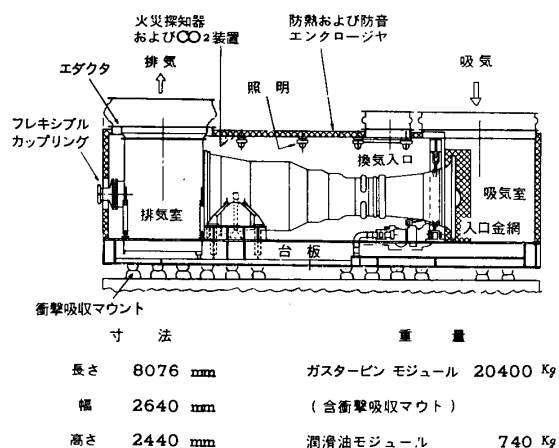 火災探知器
およびCO2装置
防熱および防音
エンクロージャ
エダクタ
排気
吸気
照明
フレキシブル
カップリング
換気入口
吸気室
排気室
入口金網
台板
衝撃吸収マウント
寸法
重量
長さ 8076 mm
ガスタービン モジュール 20400 Kg
幅 2640 mm
(含衝撃吸収マウト)
高さ 2440 mm
潤滑油モジュール 740 Kg